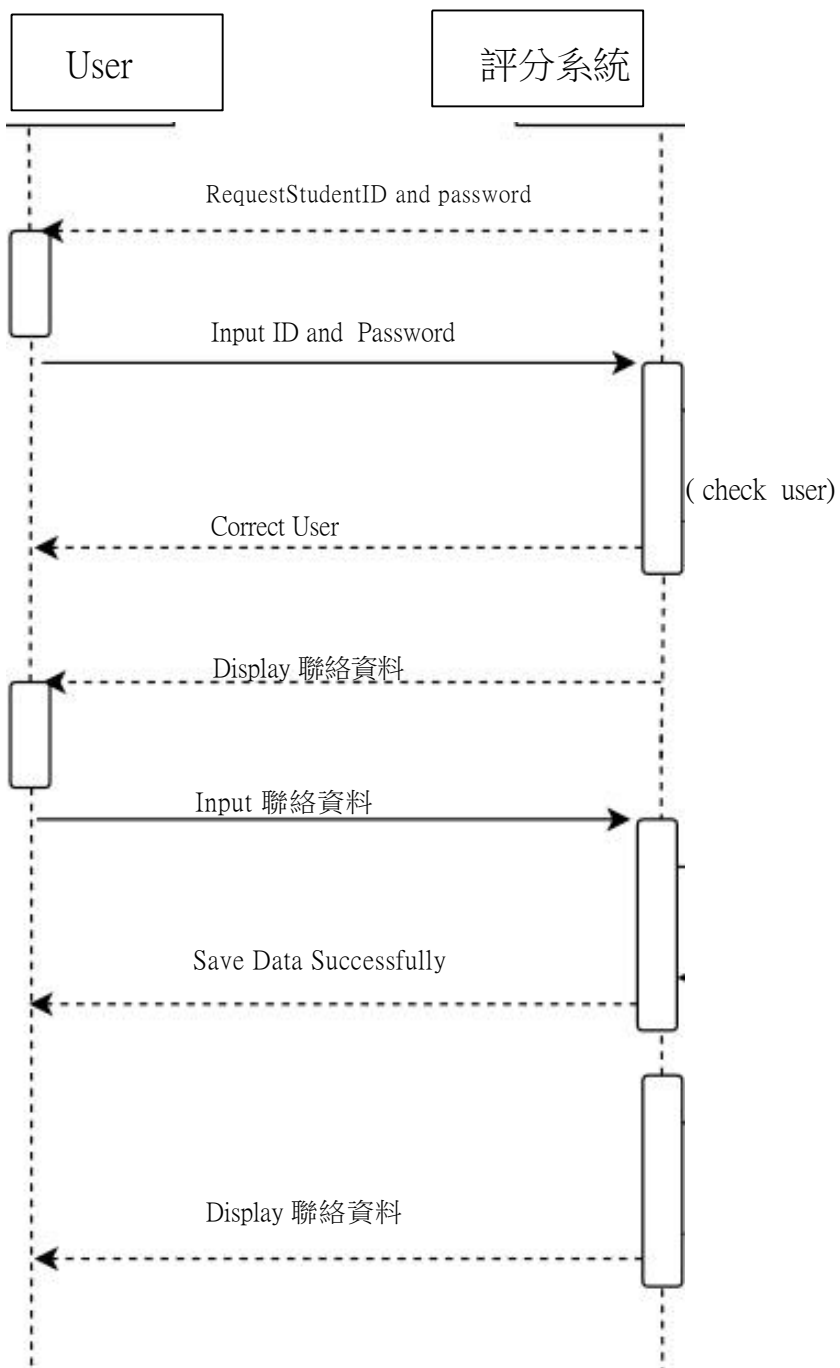 User
評分系統
RequestStudentID and password
Input ID and  Password
( check  user)
Correct User
Display 聯絡資料
Input 聯絡資料
Save Data Successfully
Display 聯絡資料